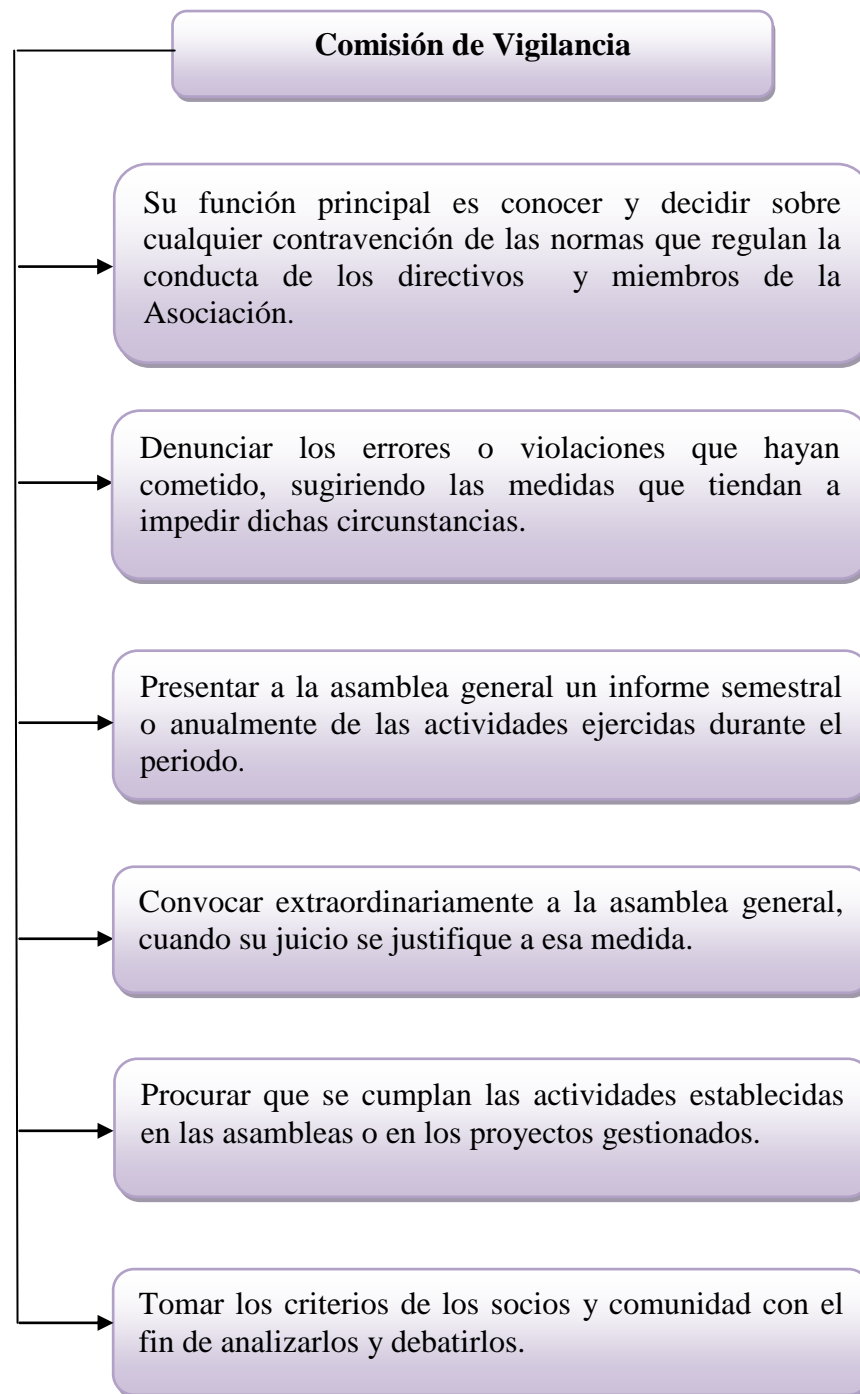 Comisión de Vigilancia
Su función principal es conocer y decidir sobre
cualquier contravención de las normas que regulan la
conducta de los directivos y miembros de la
Asociación.
Denunciar los errores o violaciones que hayan
cometido, sugiriendo las medidas que tiendan a
impedir dichas circunstancias.
Presentar a la asamblea general un informe semestral
o anualmente de las actividades ejercidas durante el
periodo.
Convocar extraordinariamente a la asamblea general,
cuando su juicio se justifique a esa medida.
Procurar que se cumplan las actividades establecidas
en las asambleas o en los proyectos gestionados.
Tomar los criterios de los socios y comunidad con el
fin de analizarlos y debatirlos.